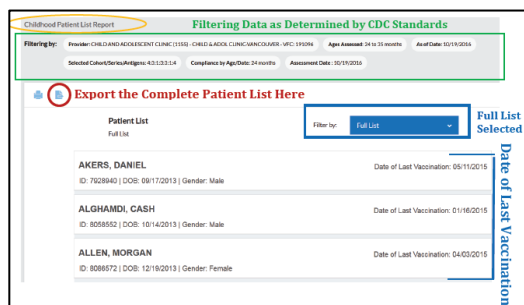 Childhood Patient List Report
Filtering Data as Determined by CDC Standards
Filtering by: Provider: CHILD AND ADOLESCENT CLINIC (1155) - CHILD & ADOL CLINIC-VANCOUVER - VFC: 191096 Ages Assessed: 24 to 35 months As of Date: 10/19/2016
Selected Cohort/Series/Antigens: 4:3:1:3:3:1:4 Compliance by Age/Date: 24 months Assessment Date: 10/19/2016
Export the Complete Patient List Here
Patient List
Full List
Filter by: Full List
Full List
Selected
AKERS, DANIEL
Date of Last Vaccination: 05/11/2015
ID: 7928940 | DOB: 09/17/2013 | Gender: Male
ALGHAMDI, CASH
Date of Last Vaccination: 01/16/2015
ID: 8058552 | DOB: 10/14/2013 | Gender: Male
ALLEN, MORGAN
Date of Last Vaccination: 04/03/2015
ID: 8086572 | DOB: 12/19/2013 | Gender: Female
Date of Last Vaccination